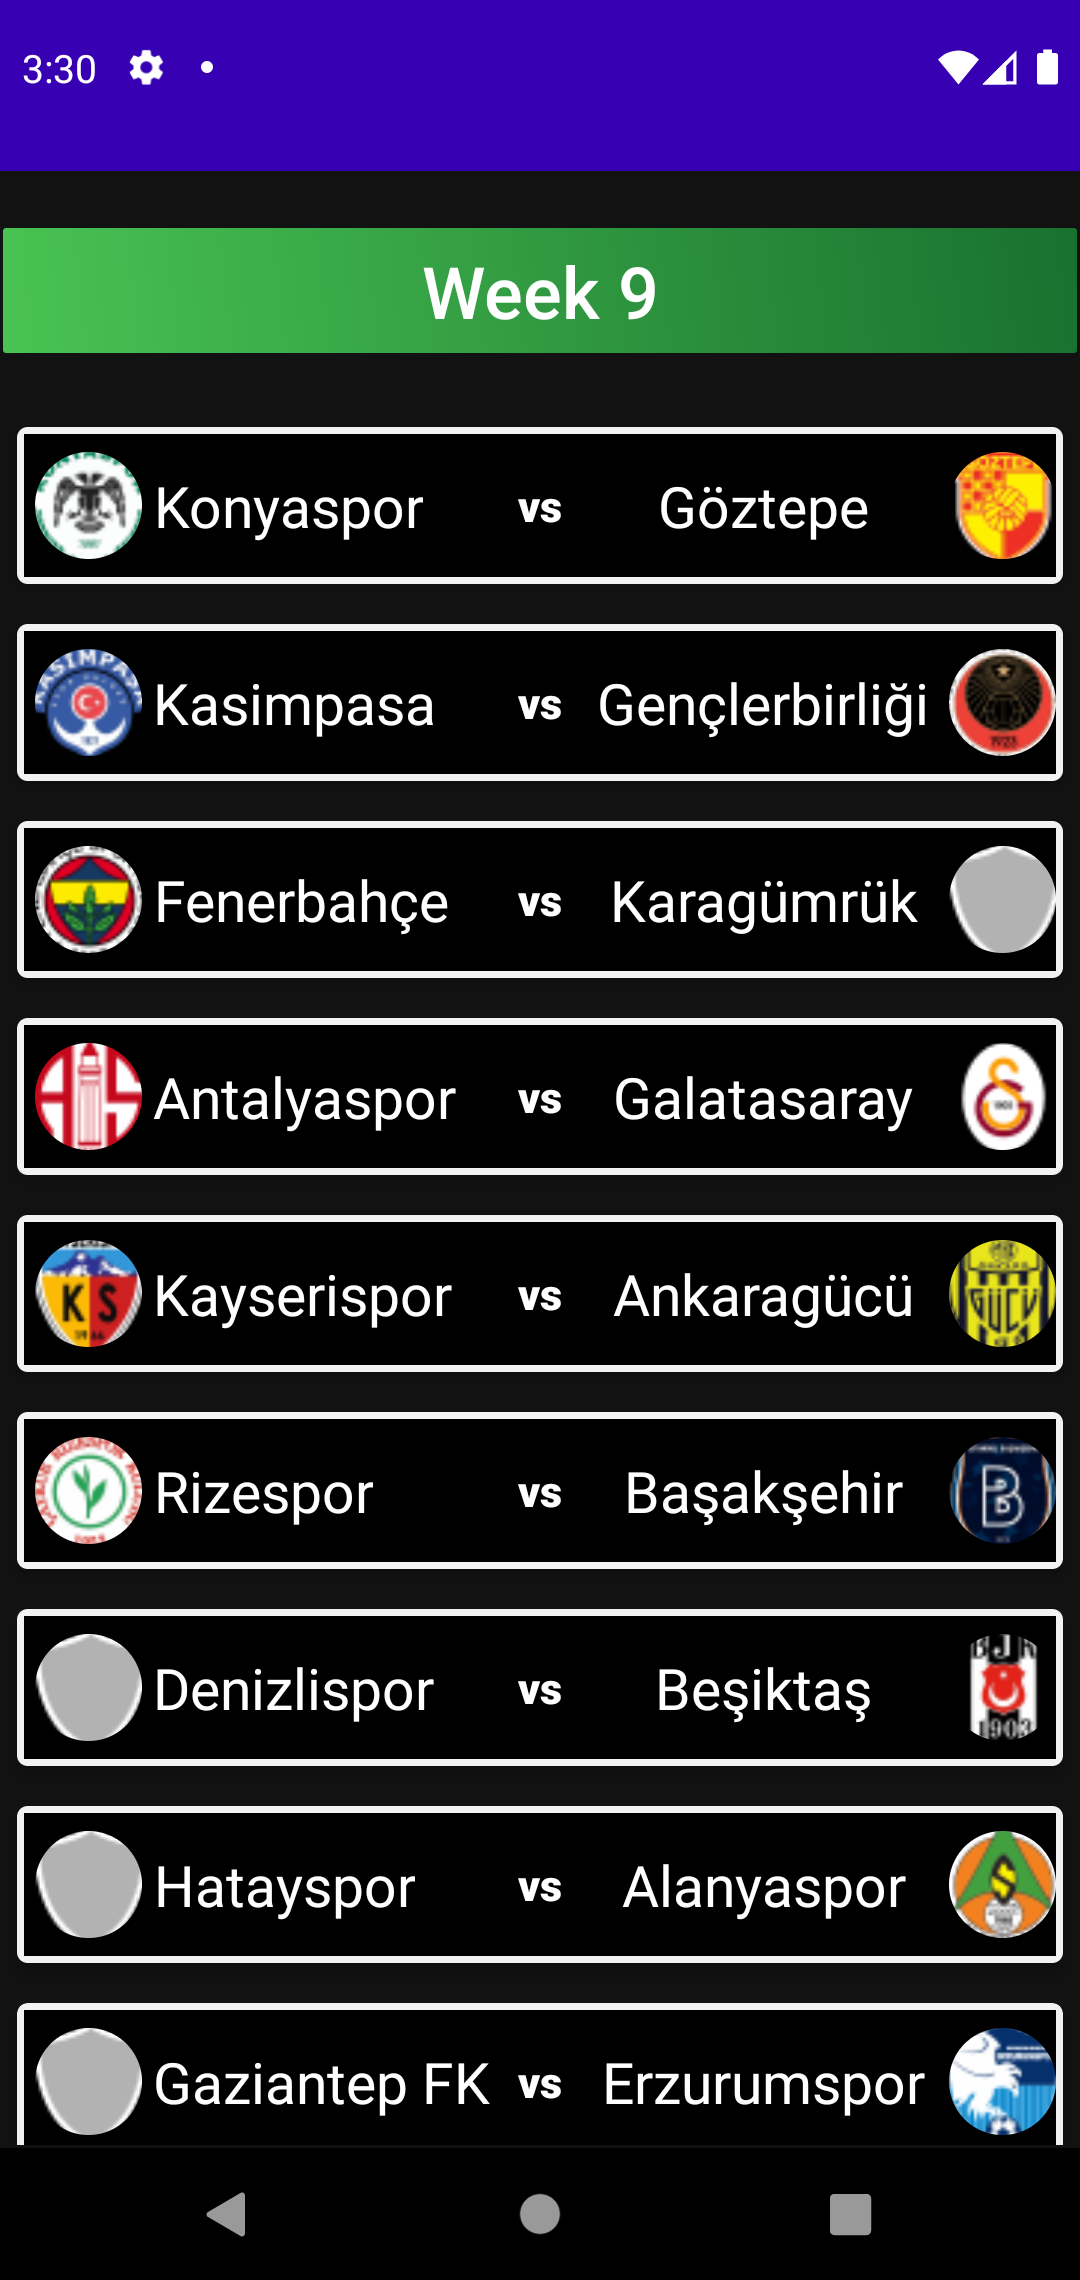 3:30
Week 9
Konyaspor vs Göztepe
Kasimpasa vs Gençlerbirliği
Fenerbahçe vs Karagümrük
Antalyaspor vs Galatasaray
Kayserispor vs Ankaragücü
Rizespor vs Başakşehir
Denizlispor vs Beşiktaş
Hatayspor vs Alanyaspor
Gaziantep FK vs Erzurumspor